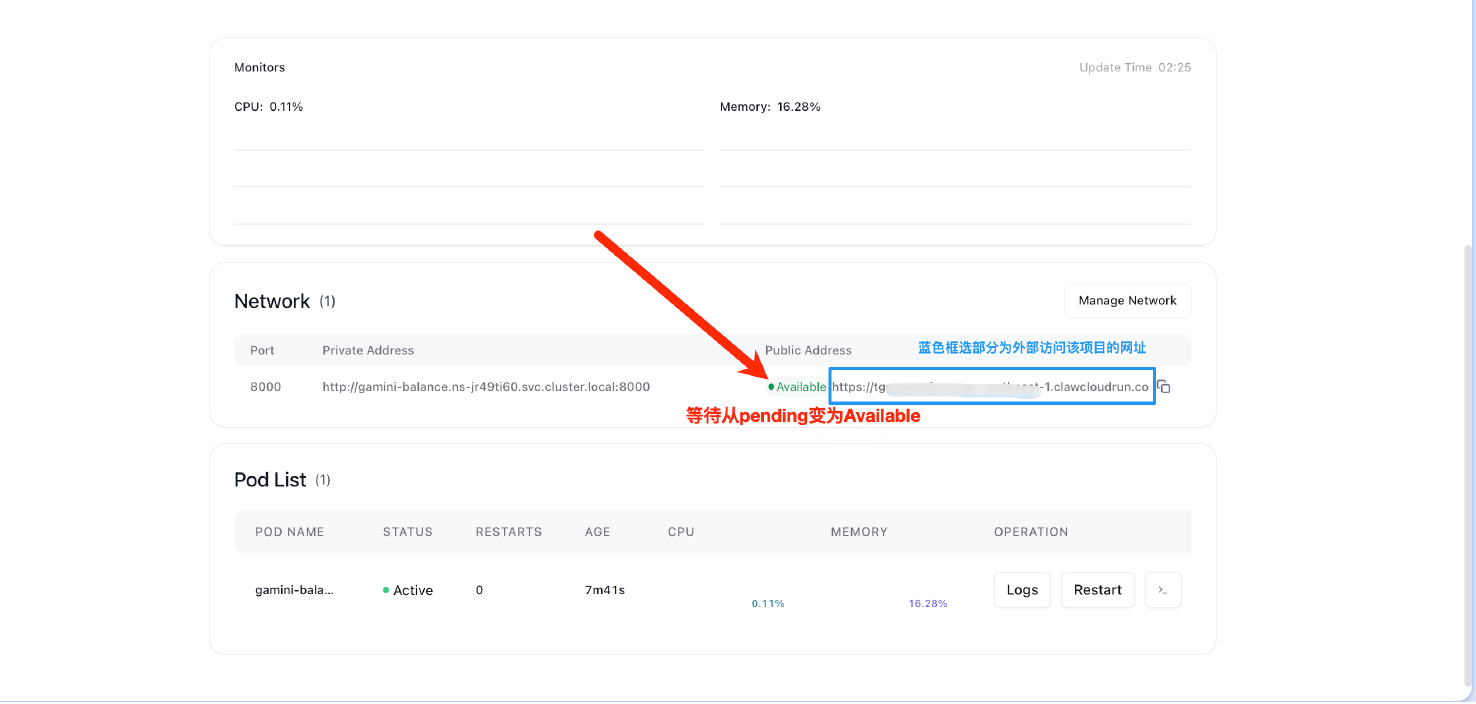 Monitors
Update Time 02:25
CPU: 0.11%
Memory: 16.28%
Network (1)
Manage Network
Port Private Address Public Address 蓝色框选部分为外部访问该项目的网址
8000 http://gamini-balance.ns-jr49ti60.svc.cluster.local:8000 Available https://tg -1.clawcloudrun.co
等待从pending变为Available
Pod List (1)
POD NAME STATUS RESTARTS AGE CPU MEMORY OPERATION
gamini-bala... Active 0 7m41s 0.11% 16.28% Logs Restart >_